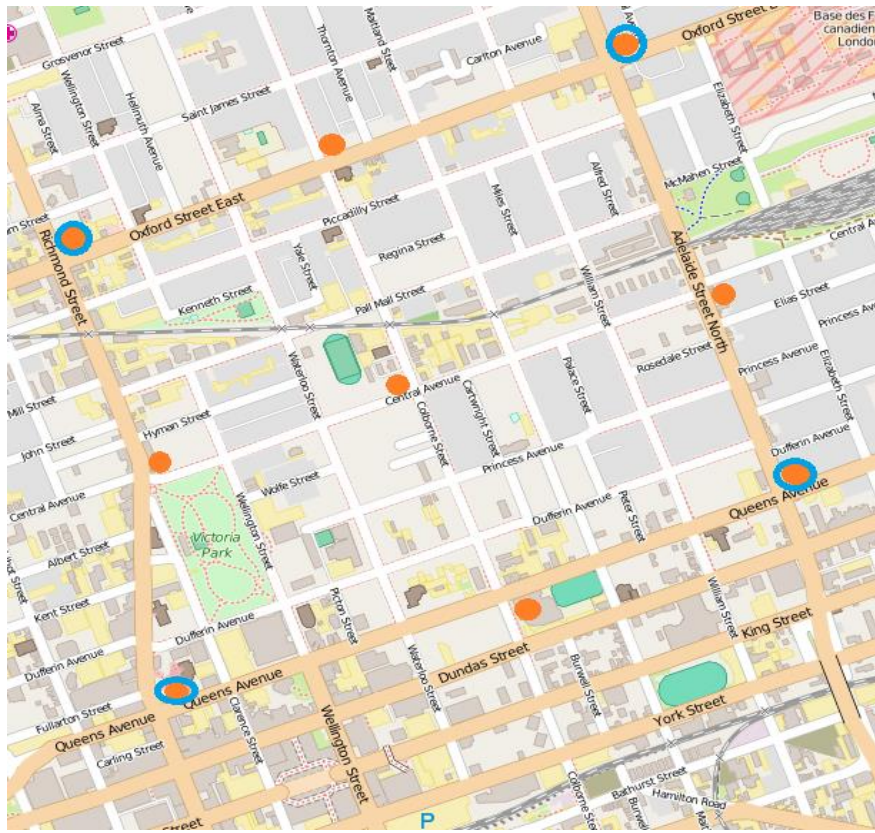 Oxford Street E
Base des F
canadien
Londo
Grosvenor Street
Thornton Avenue
Maitland Street
Carlton Avenue
Wellington Street
Hellmuth Avenue
Alma Street
Saint James Street
Elizabeth Street
McMahen Street
Alfred Street
Miles Street
Piccadilly Street
Oxford Street East
Richmond Street
Regina Street
Yale Street
Kenneth Street
Pall Mall Street
William Street
Adelaide Street North
Central A
Elias Street
Princess Av
Rosedale Street
Princess Avenue
Elizabeth Street
Waterloo Street
Central Avenue
Colborne Street
Cartwright Street
Palace Street
Mill Street
John Street
Hyman Street
Central Avenue
Princess Avenue
Dufferin Avenue
Queens Avenue
Wolfe Street
Wellington Street
Dufferin Avenue
Peter Street
Albert Street
Victoria
Park
Kent Street
Picton Street
Dufferin Avenue
Dufferin Avenue
Waterloo Street
Dundas Street
William Street
King Street
Burwell Street
Fullarton Street
Queens Avenue
Queens Avenue
Clarence Street
Carling Street
Wellington Street
York Street
Colborne Stre
Bathurst Street
Hamilton Road
Burwell
Street
P